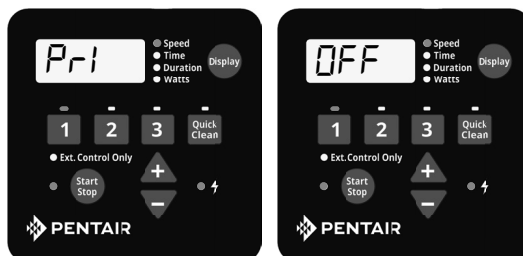 Pri
Speed
Time
Duration
Watts
Display
1 2 3 Quick Clean
Ext. Control Only
Start
Stop
+
−
PENTAIR
OFF
Speed
Time
Duration
Watts
Display
1 2 3 Quick Clean
Ext. Control Only
Start
Stop
+
−
PENTAIR